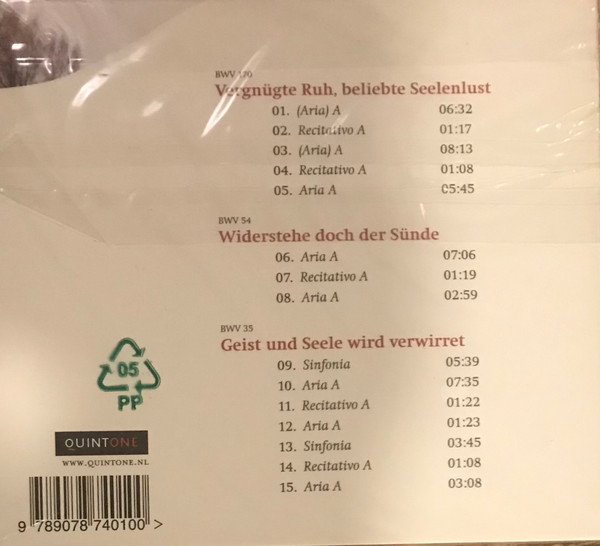 BWV 170
Vergnügte Ruh, beliebte Seelenlust
01. (Aria) A 06:32
02. Recitativo A 01:17
03. (Aria) A 08:13
04. Recitativo A 01:08
05. Aria A 05:45
BWV 54
Widerstehe doch der Sünde
06. Aria A 07:06
07. Recitativo A 01:19
08. Aria A 02:59
BWV 35
Geist und Seele wird verwirret
09. Sinfonia 05:39
10. Aria A 07:35
11. Recitativo A 01:22
12. Aria A 01:23
13. Sinfonia 03:45
14. Recitativo A 01:08
15. Aria A 03:08
05
PP
QUINTONE
WWW.QUINTONE.NL
9 789078 740100 >